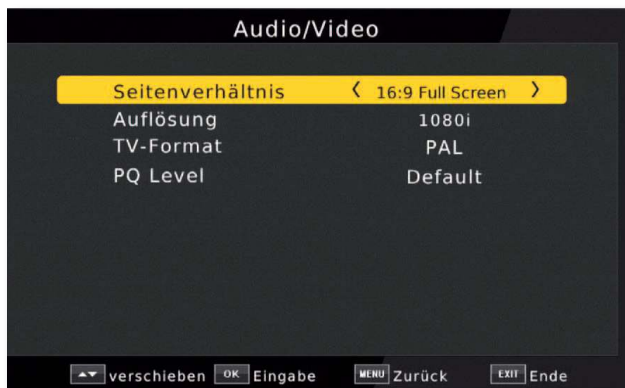 Audio/Video
Seitenverhältnis 16:9 Full Screen
Auflösung 1080i
TV-Format PAL
PQ Level Default
verschieben OK Eingabe MENU Zurück EXIT Ende